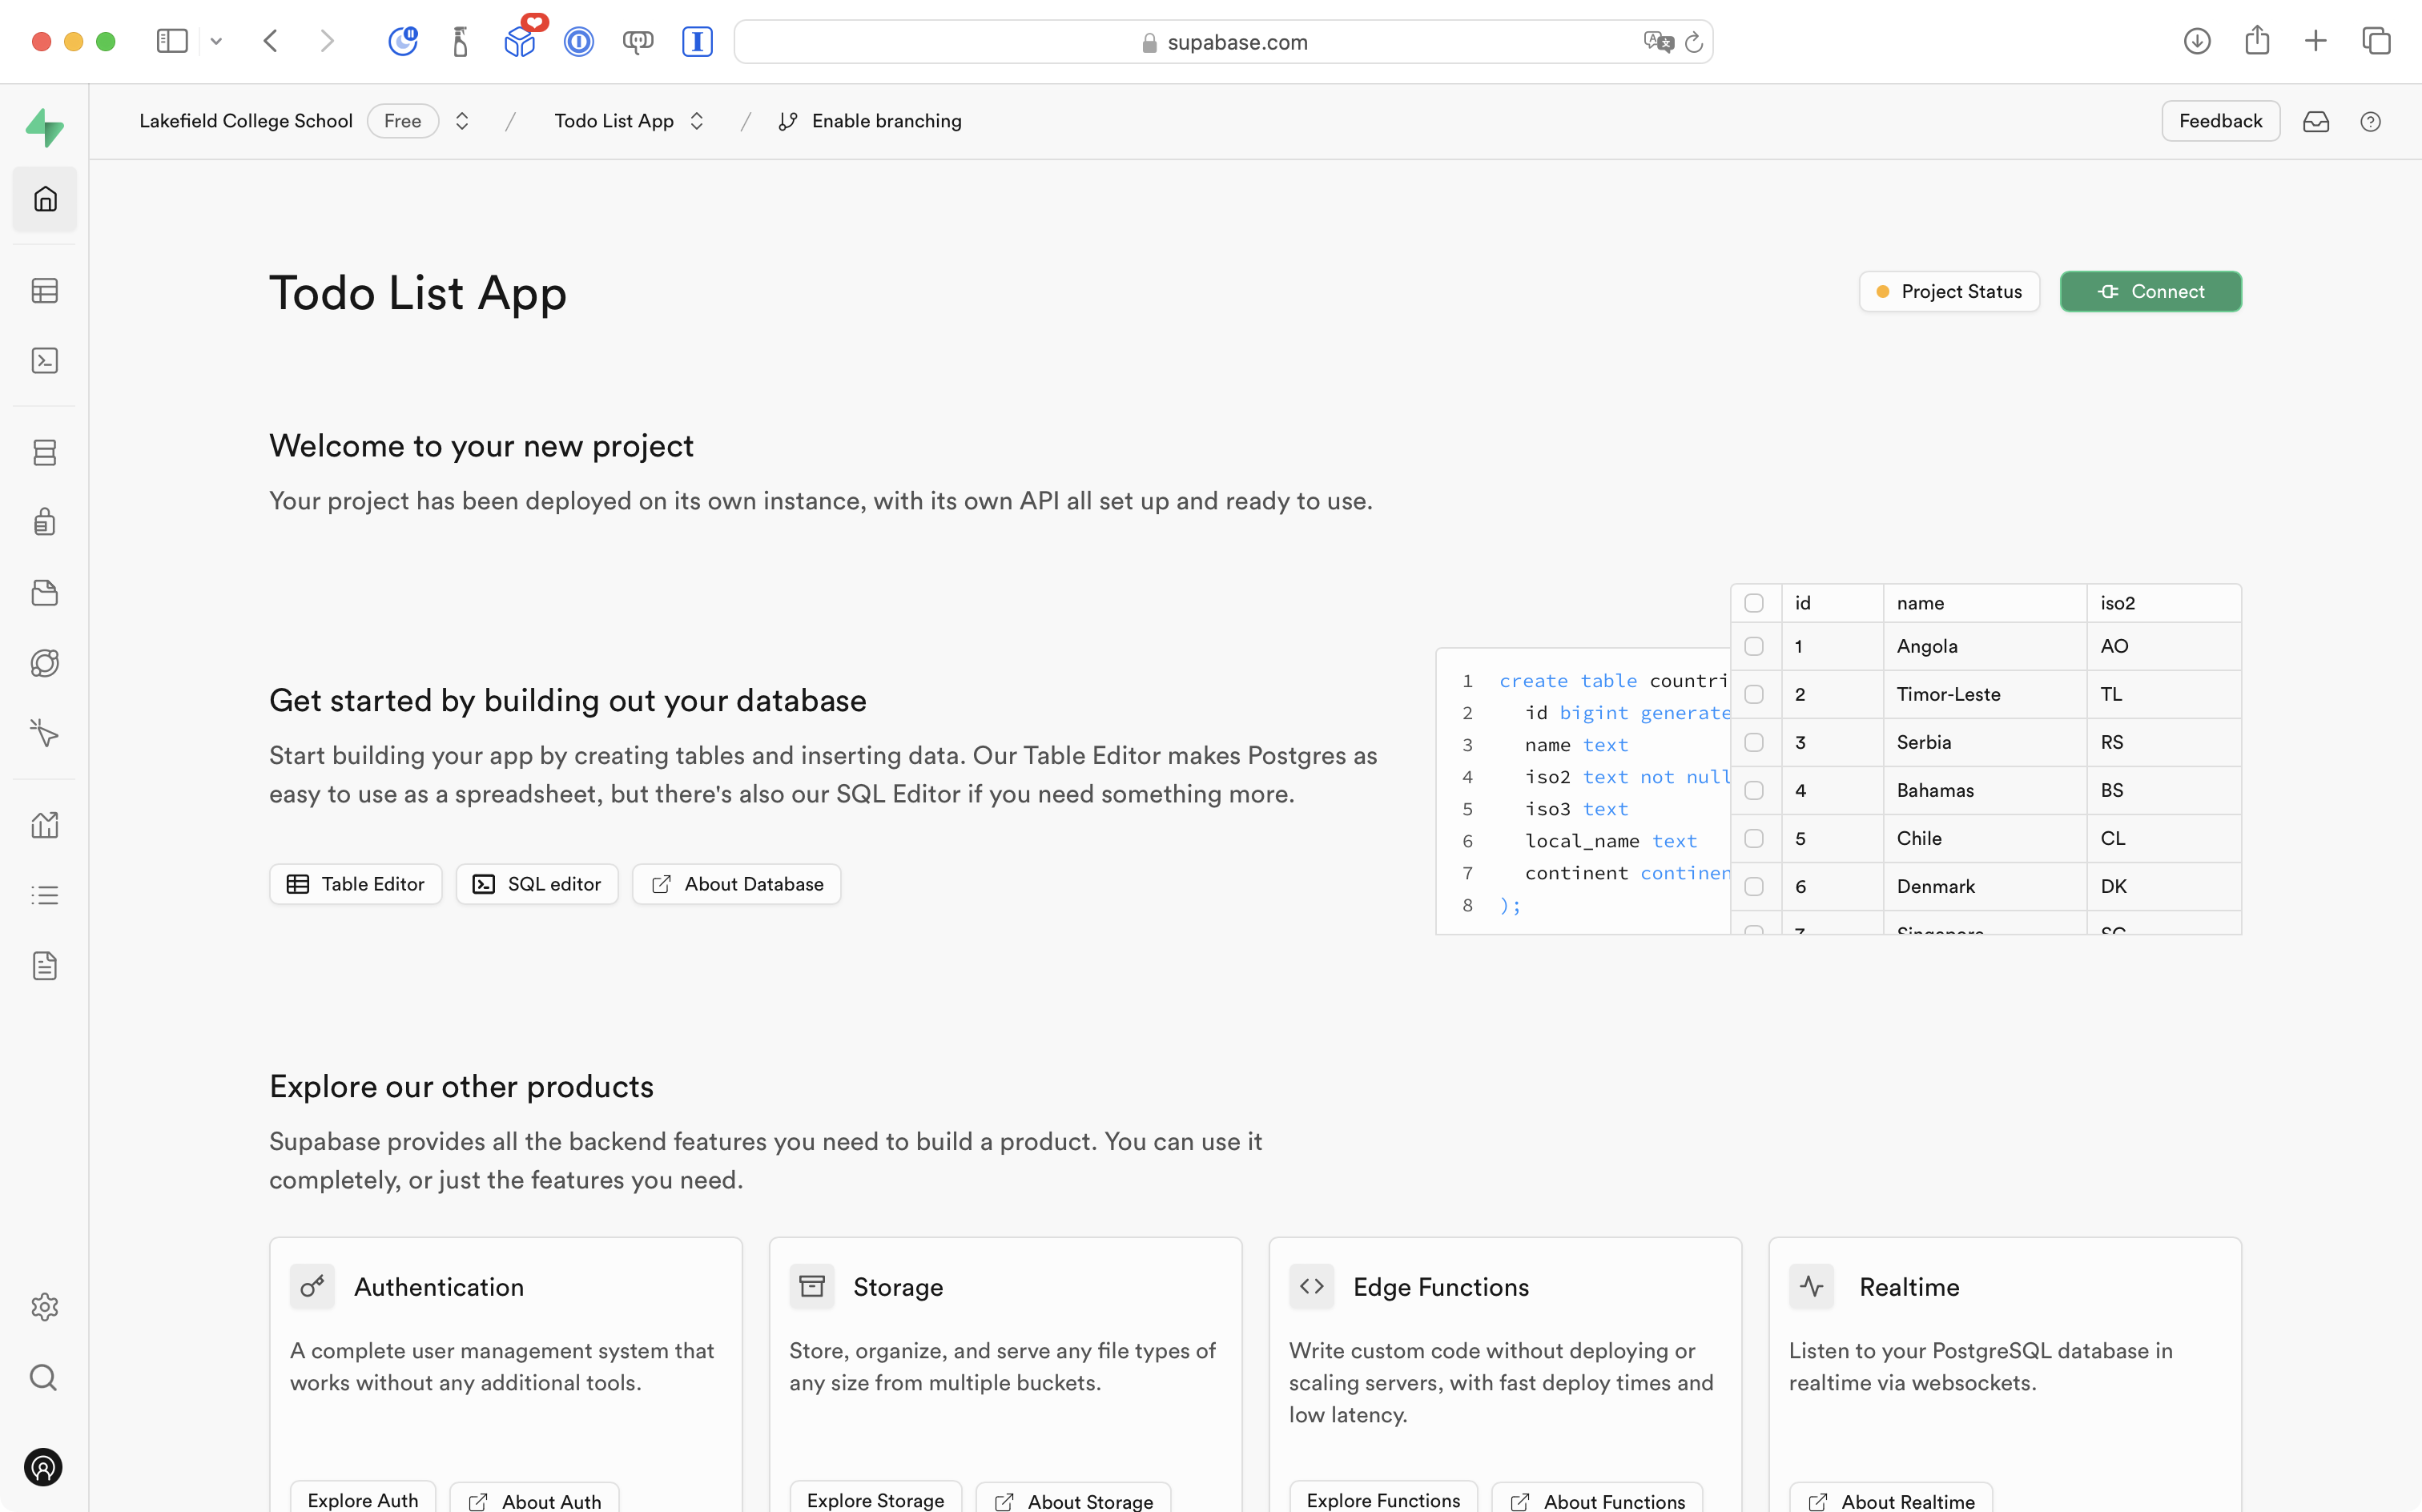 supabase.com
Lakefield College School Free / Todo List App / Enable branching
Feedback
Todo List App
Project Status
Connect
Welcome to your new project
Your project has been deployed on its own instance, with its own API all set up and ready to use.
Get started by building out your database
Start building your app by creating tables and inserting data. Our Table Editor makes Postgres as
easy to use as a spreadsheet, but there's also our SQL Editor if you need something more.
Table Editor
SQL editor
About Database
1 create table countri
2 id bigint generate
3 name text
4 iso2 text not null
5 iso3 text
6 local_name text
7 continent continen
8 );
id name iso2
1 Angola AO
2 Timor-Leste TL
3 Serbia RS
4 Bahamas BS
5 Chile CL
6 Denmark DK
7 Singapore SG
Explore our other products
Supabase provides all the backend features you need to build a product. You can use it
completely, or just the features you need.
Authentication
A complete user management system that
works without any additional tools.
Explore Auth
About Auth
Storage
Store, organize, and serve any file types of
any size from multiple buckets.
Explore Storage
About Storage
Edge Functions
Write custom code without deploying or
scaling servers, with fast deploy times and
low latency.
Explore Functions
About Functions
Realtime
Listen to your PostgreSQL database in
realtime via websockets.
About Realtime